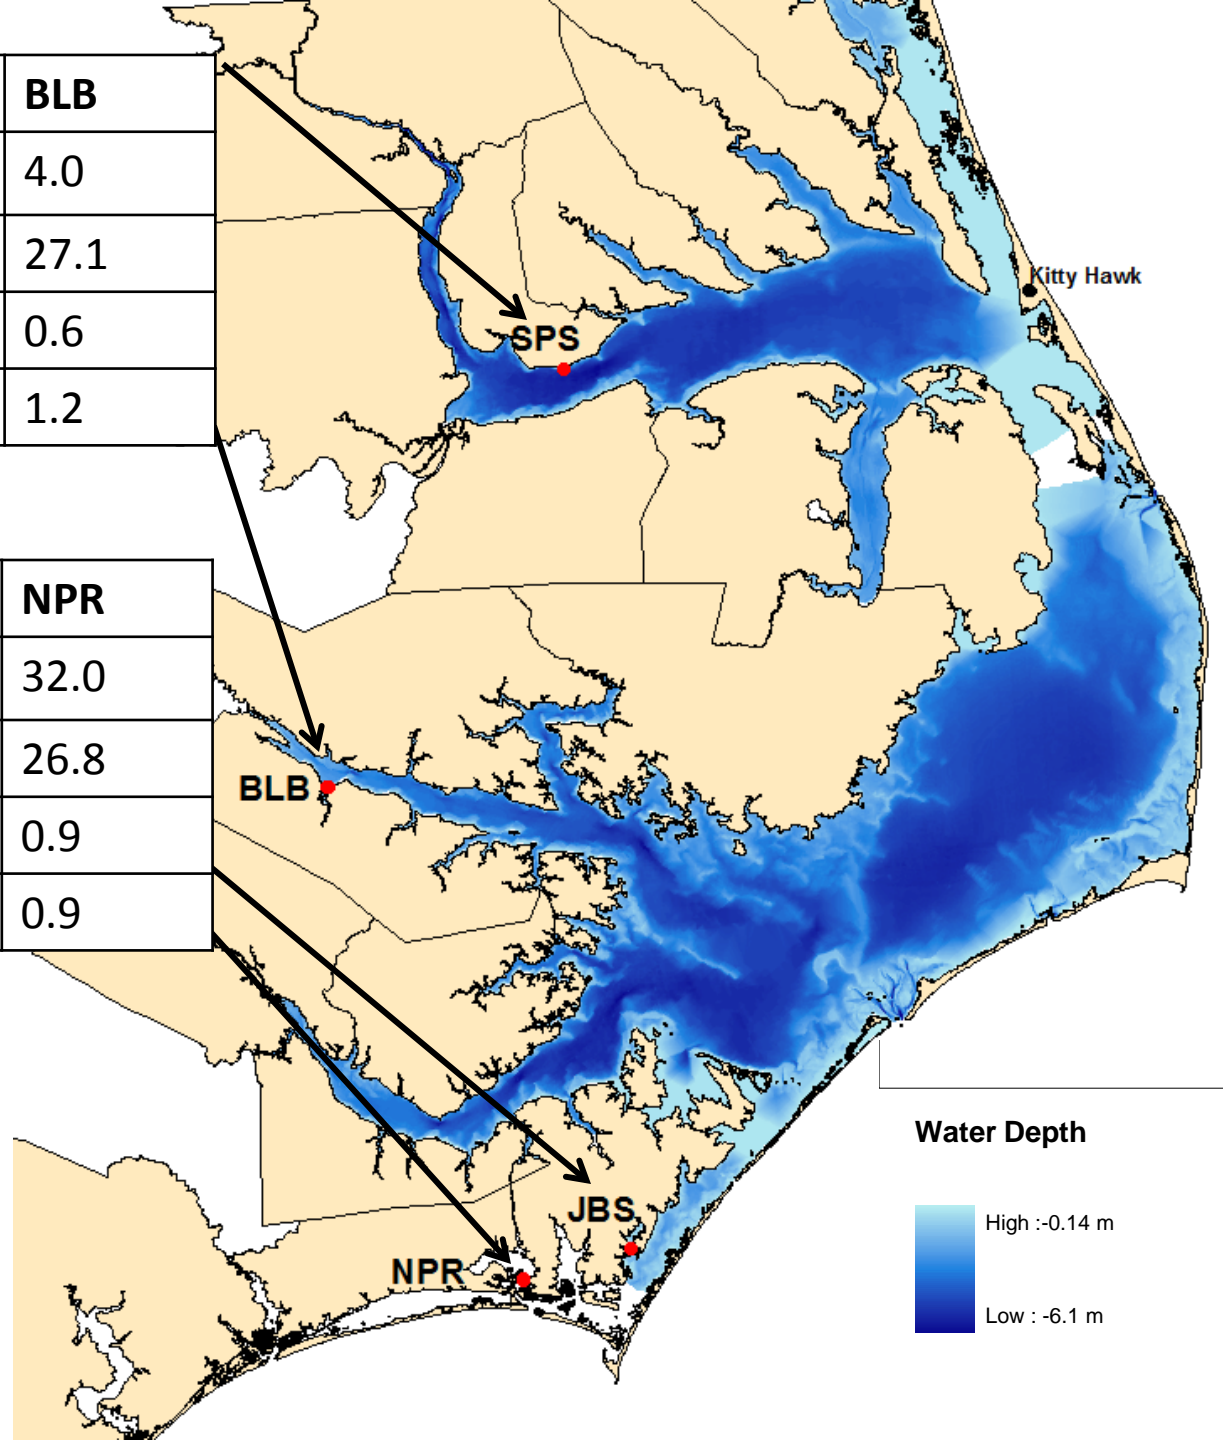 BLB
4.0
27.1
0.6
1.2
Kitty Hawk
SPS
NPR
32.0
26.8
0.9
0.9
BLB
JBS
NPR
Water Depth
High :-0.14 m
Low : -6.1 m